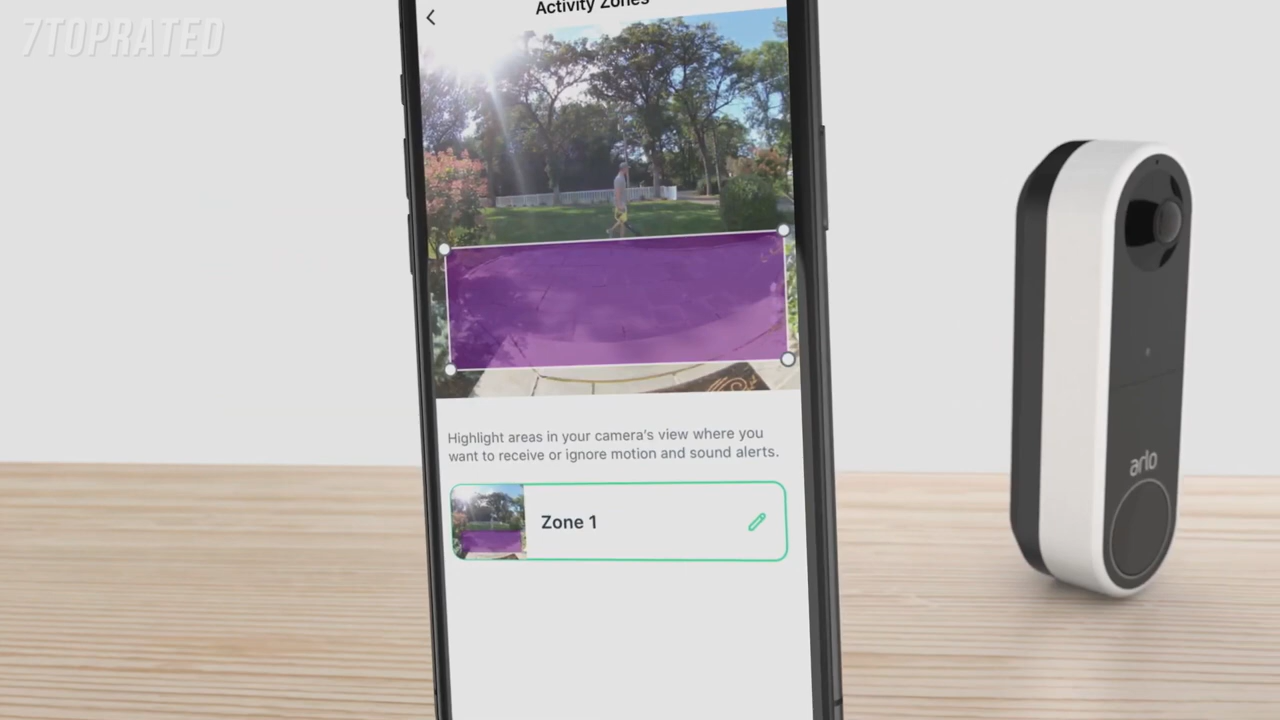 7TOPRATED
Activity Zones
Highlight areas in your camera's view where you
want to receive or ignore motion and sound alerts.
Zone 1
arlo